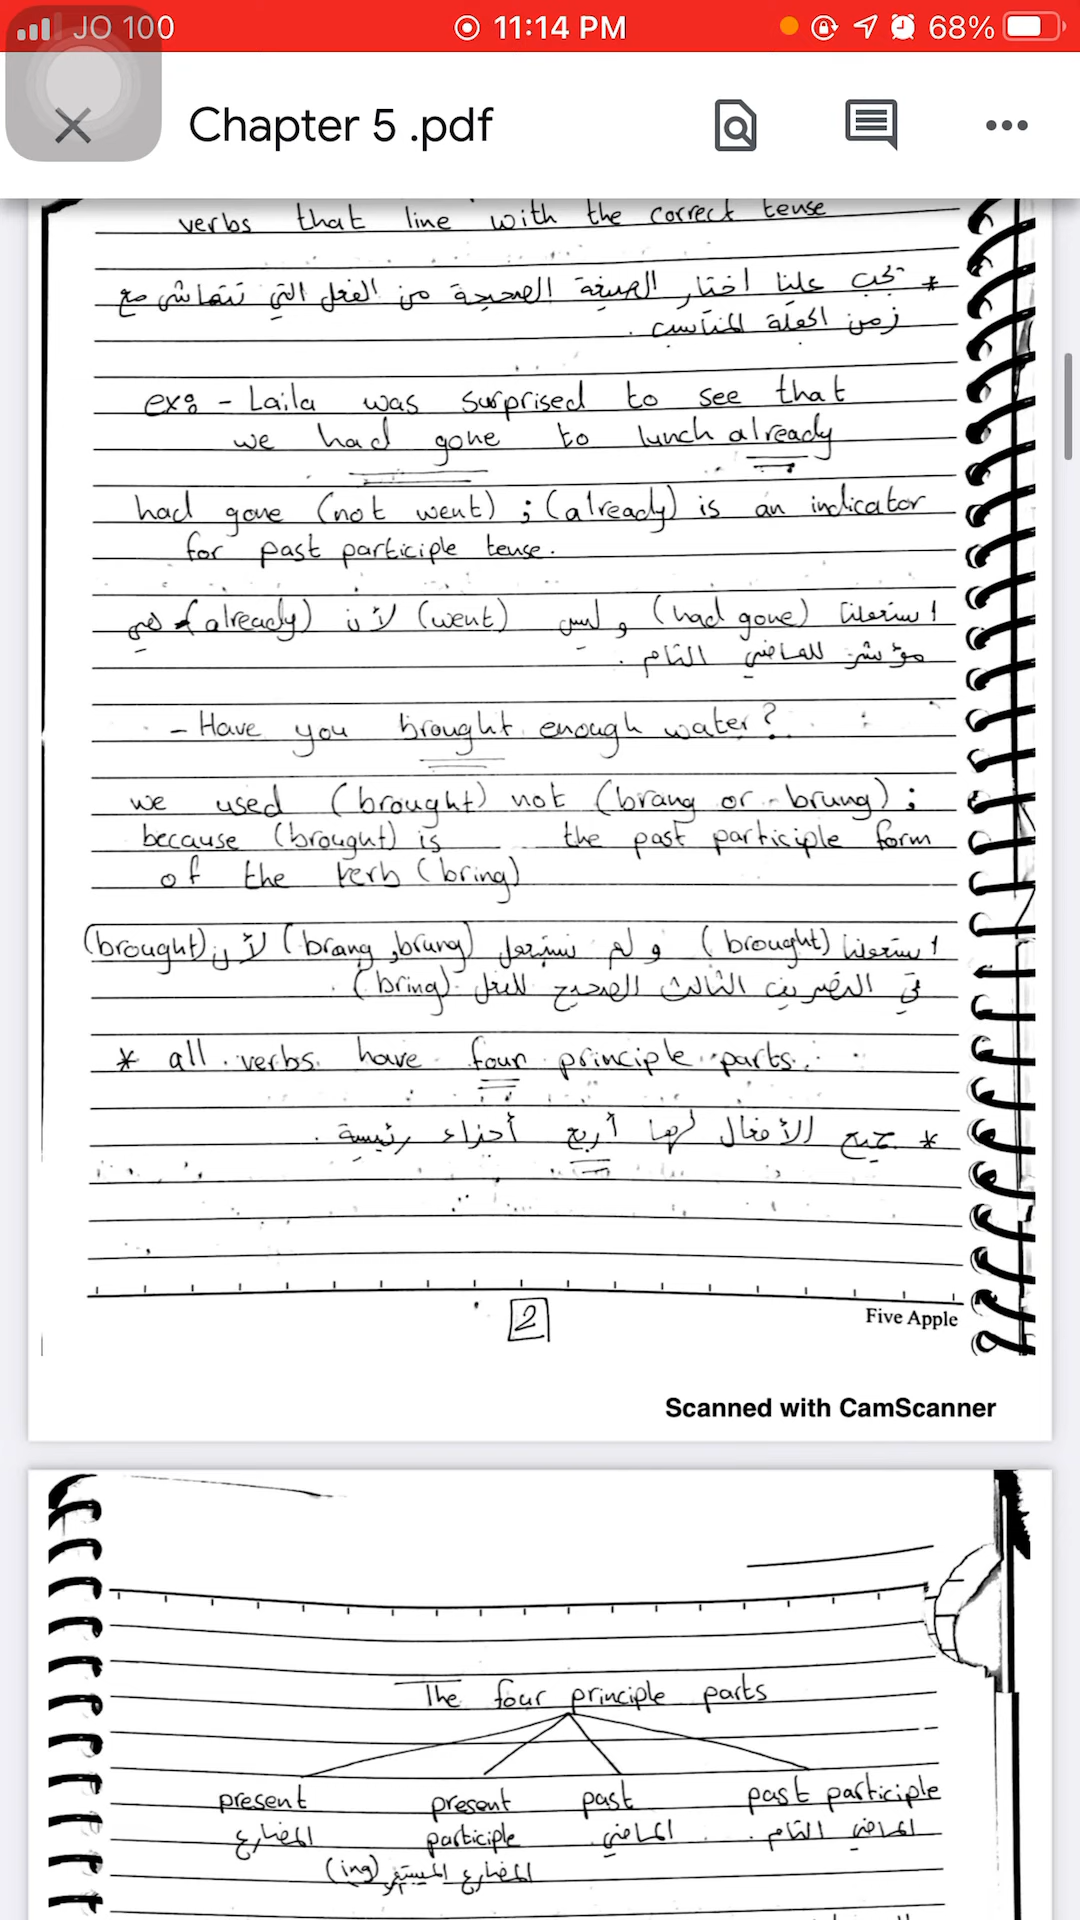 JO 100 11:14 PM 68%
Chapter 5 .pdf
verbs that line with the correct tense
* يجب علينا اختار الصيغة الصحيحة من الفعل التي تتماشى مع
زمن الجملة المناسب .
ex: - Laila was surprised to see that
we had gone to lunch already
had gone (not went) ; (already) is an indicator
for past participle tense.
استعملنا (had gone) وليس (went) لأن (already) هي
مؤشر للماضي التام .
- Have you brought enough water?
we used (brought) not (brang or brung) ;
because (brought) is the past participle form
of the verb (bring)
استعملنا (brought) و لم نستعمل (brang, brung) لأن (brought)
في التصريف الثالث الصحيح للفعل (bring) .
* all verbs have four principle parts.
* جميع الأفعال لها أربع أجزاء رئيسية .
2
Five Apple
Scanned with CamScanner
The four principle parts
present present past past participle
المضارع participle الماضي الماضي التام .
المضارع المستمر (ing)